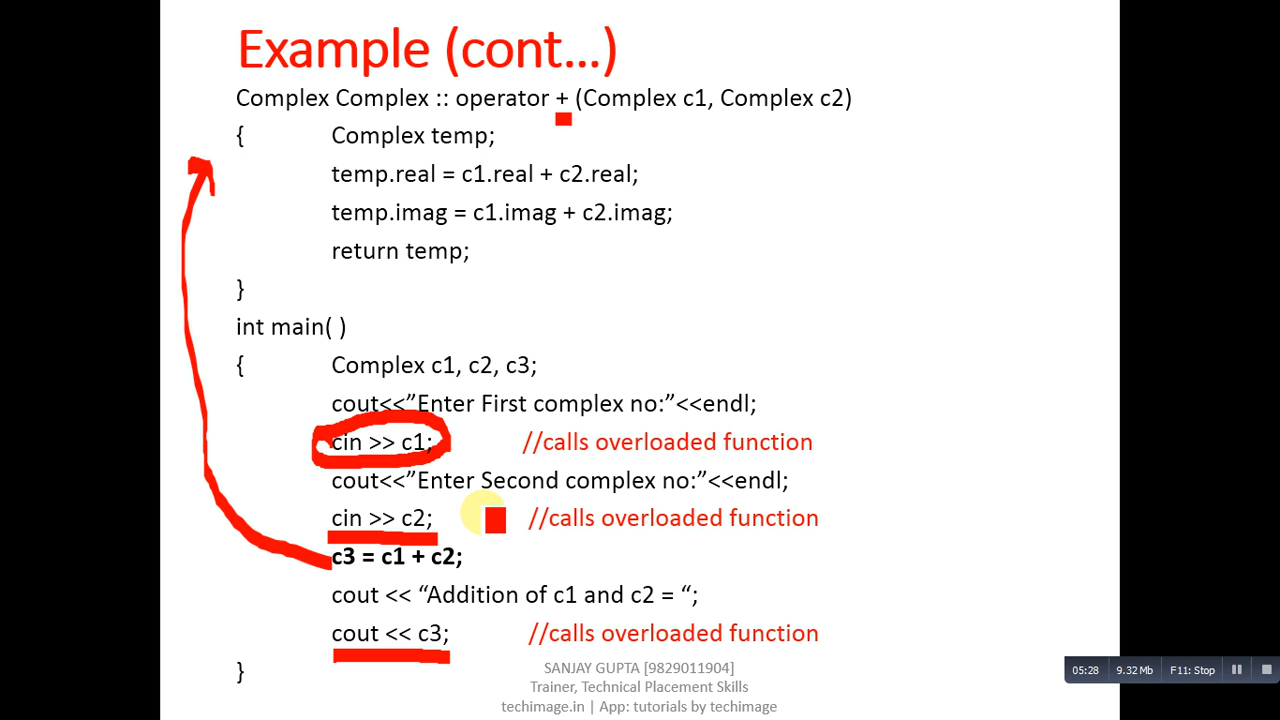 Example (cont...)
Complex Complex :: operator + (Complex c1, Complex c2)
{ Complex temp;
temp.real = c1.real + c2.real;
temp.imag = c1.imag + c2.imag;
return temp;
}
int main( )
{ Complex c1, c2, c3;
cout<<”Enter First complex no:”<<endl;
cin >> c1; //calls overloaded function
cout<<”Enter Second complex no:”<<endl;
cin >> c2; //calls overloaded function
c3 = c1 + c2;
cout << “Addition of c1 and c2 = “;
cout << c3; //calls overloaded function
}
SANJAY GUPTA [9829011904]
Trainer, Technical Placement Skills
techimage.in | App: tutorials by techimage
05:28 9.32 Mb F11: Stop